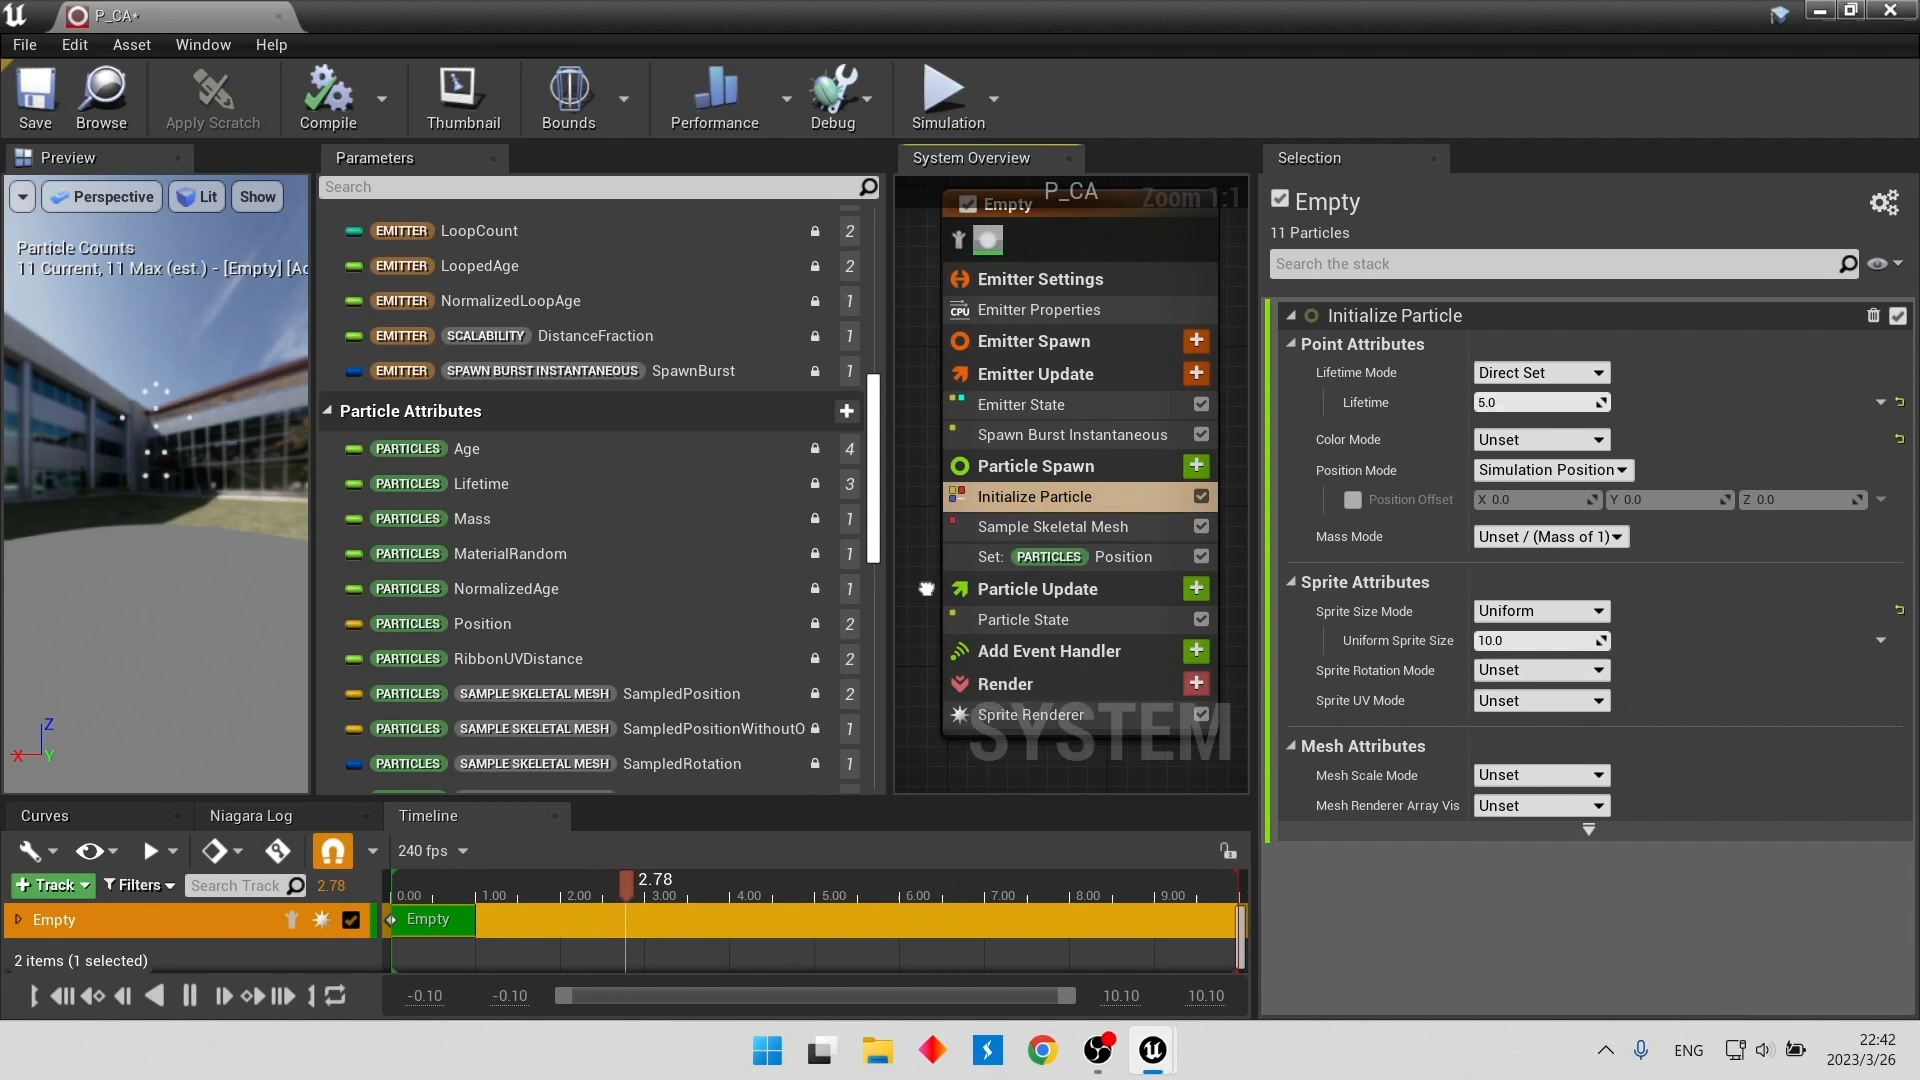 P_CA*
File Edit Asset Window Help
Save Browse Apply Scratch Compile Thumbnail Bounds Performance Debug Simulation
Preview
Perspective Lit Show
Particle Counts
11 Current, 11 Max (est.) - [Empty] [Ac
Z
X Y
Parameters
Search
EMITTER LoopCount 2
EMITTER LoopedAge 2
EMITTER NormalizedLoopAge 1
EMITTER SCALABILITY DistanceFraction 1
EMITTER SPAWN BURST INSTANTANEOUS SpawnBurst 1
Particle Attributes
PARTICLES Age 4
PARTICLES Lifetime 3
PARTICLES Mass 1
PARTICLES MaterialRandom 1
PARTICLES NormalizedAge 1
PARTICLES Position 2
PARTICLES RibbonUVDistance 2
PARTICLES SAMPLE SKELETAL MESH SampledPosition 2
PARTICLES SAMPLE SKELETAL MESH SampledPositionWithoutO 1
PARTICLES SAMPLE SKELETAL MESH SampledRotation 1
System Overview
P_CA Zoom 1:1
Empty
Emitter Settings
CPU Emitter Properties
Emitter Spawn
Emitter Update
Emitter State
Spawn Burst Instantaneous
Particle Spawn
Initialize Particle
Sample Skeletal Mesh
Set: PARTICLES Position
Particle Update
Particle State
Add Event Handler
Render
Sprite Renderer
SYSTEM
Selection
Empty
11 Particles
Search the stack
Initialize Particle
Point Attributes
Lifetime Mode Direct Set
Lifetime 5.0
Color Mode Unset
Position Mode Simulation Position
Position Offset X 0.0 Y 0.0 Z 0.0
Mass Mode Unset / (Mass of 1)
Sprite Attributes
Sprite Size Mode Uniform
Uniform Sprite Size 10.0
Sprite Rotation Mode Unset
Sprite UV Mode Unset
Mesh Attributes
Mesh Scale Mode Unset
Mesh Renderer Array Vis Unset
Curves Niagara Log Timeline
240 fps
Track Filters Search Track 2.78
2.78
0.00 1.00 2.00 3.00 4.00 5.00 6.00 7.00 8.00 9.00
Empty Empty
2 items (1 selected)
-0.10 -0.10 10.10 10.10
ENG
22:42
2023/3/26